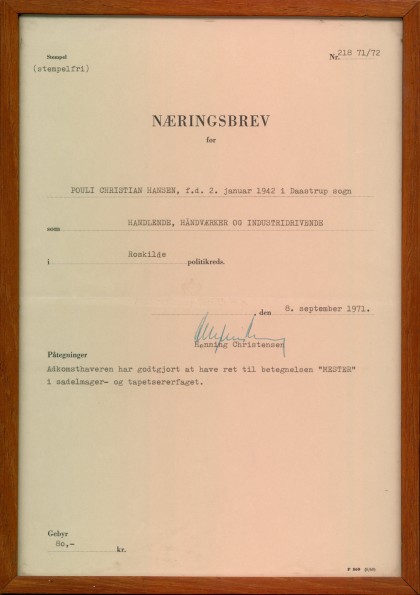 Stempel
(stempelfri)
Nr. 218 71/72
NÆRINGSBREV
for
POULI CHRISTIAN HANSEN, f.d. 2. januar 1942 i Daastrup sogn
som HANDLENDE, HÅNDVÆRKER OG INDUSTRIDRIVENDE
i Roskilde politikreds.
, den 8. september 1971.
Henning Christensen
Påtegninger
Adkomsthaveren har godtgjort at have ret til betegnelsen "MESTER"
i sadelmager- og tapetsererfaget.
Gebyr
80,- kr.